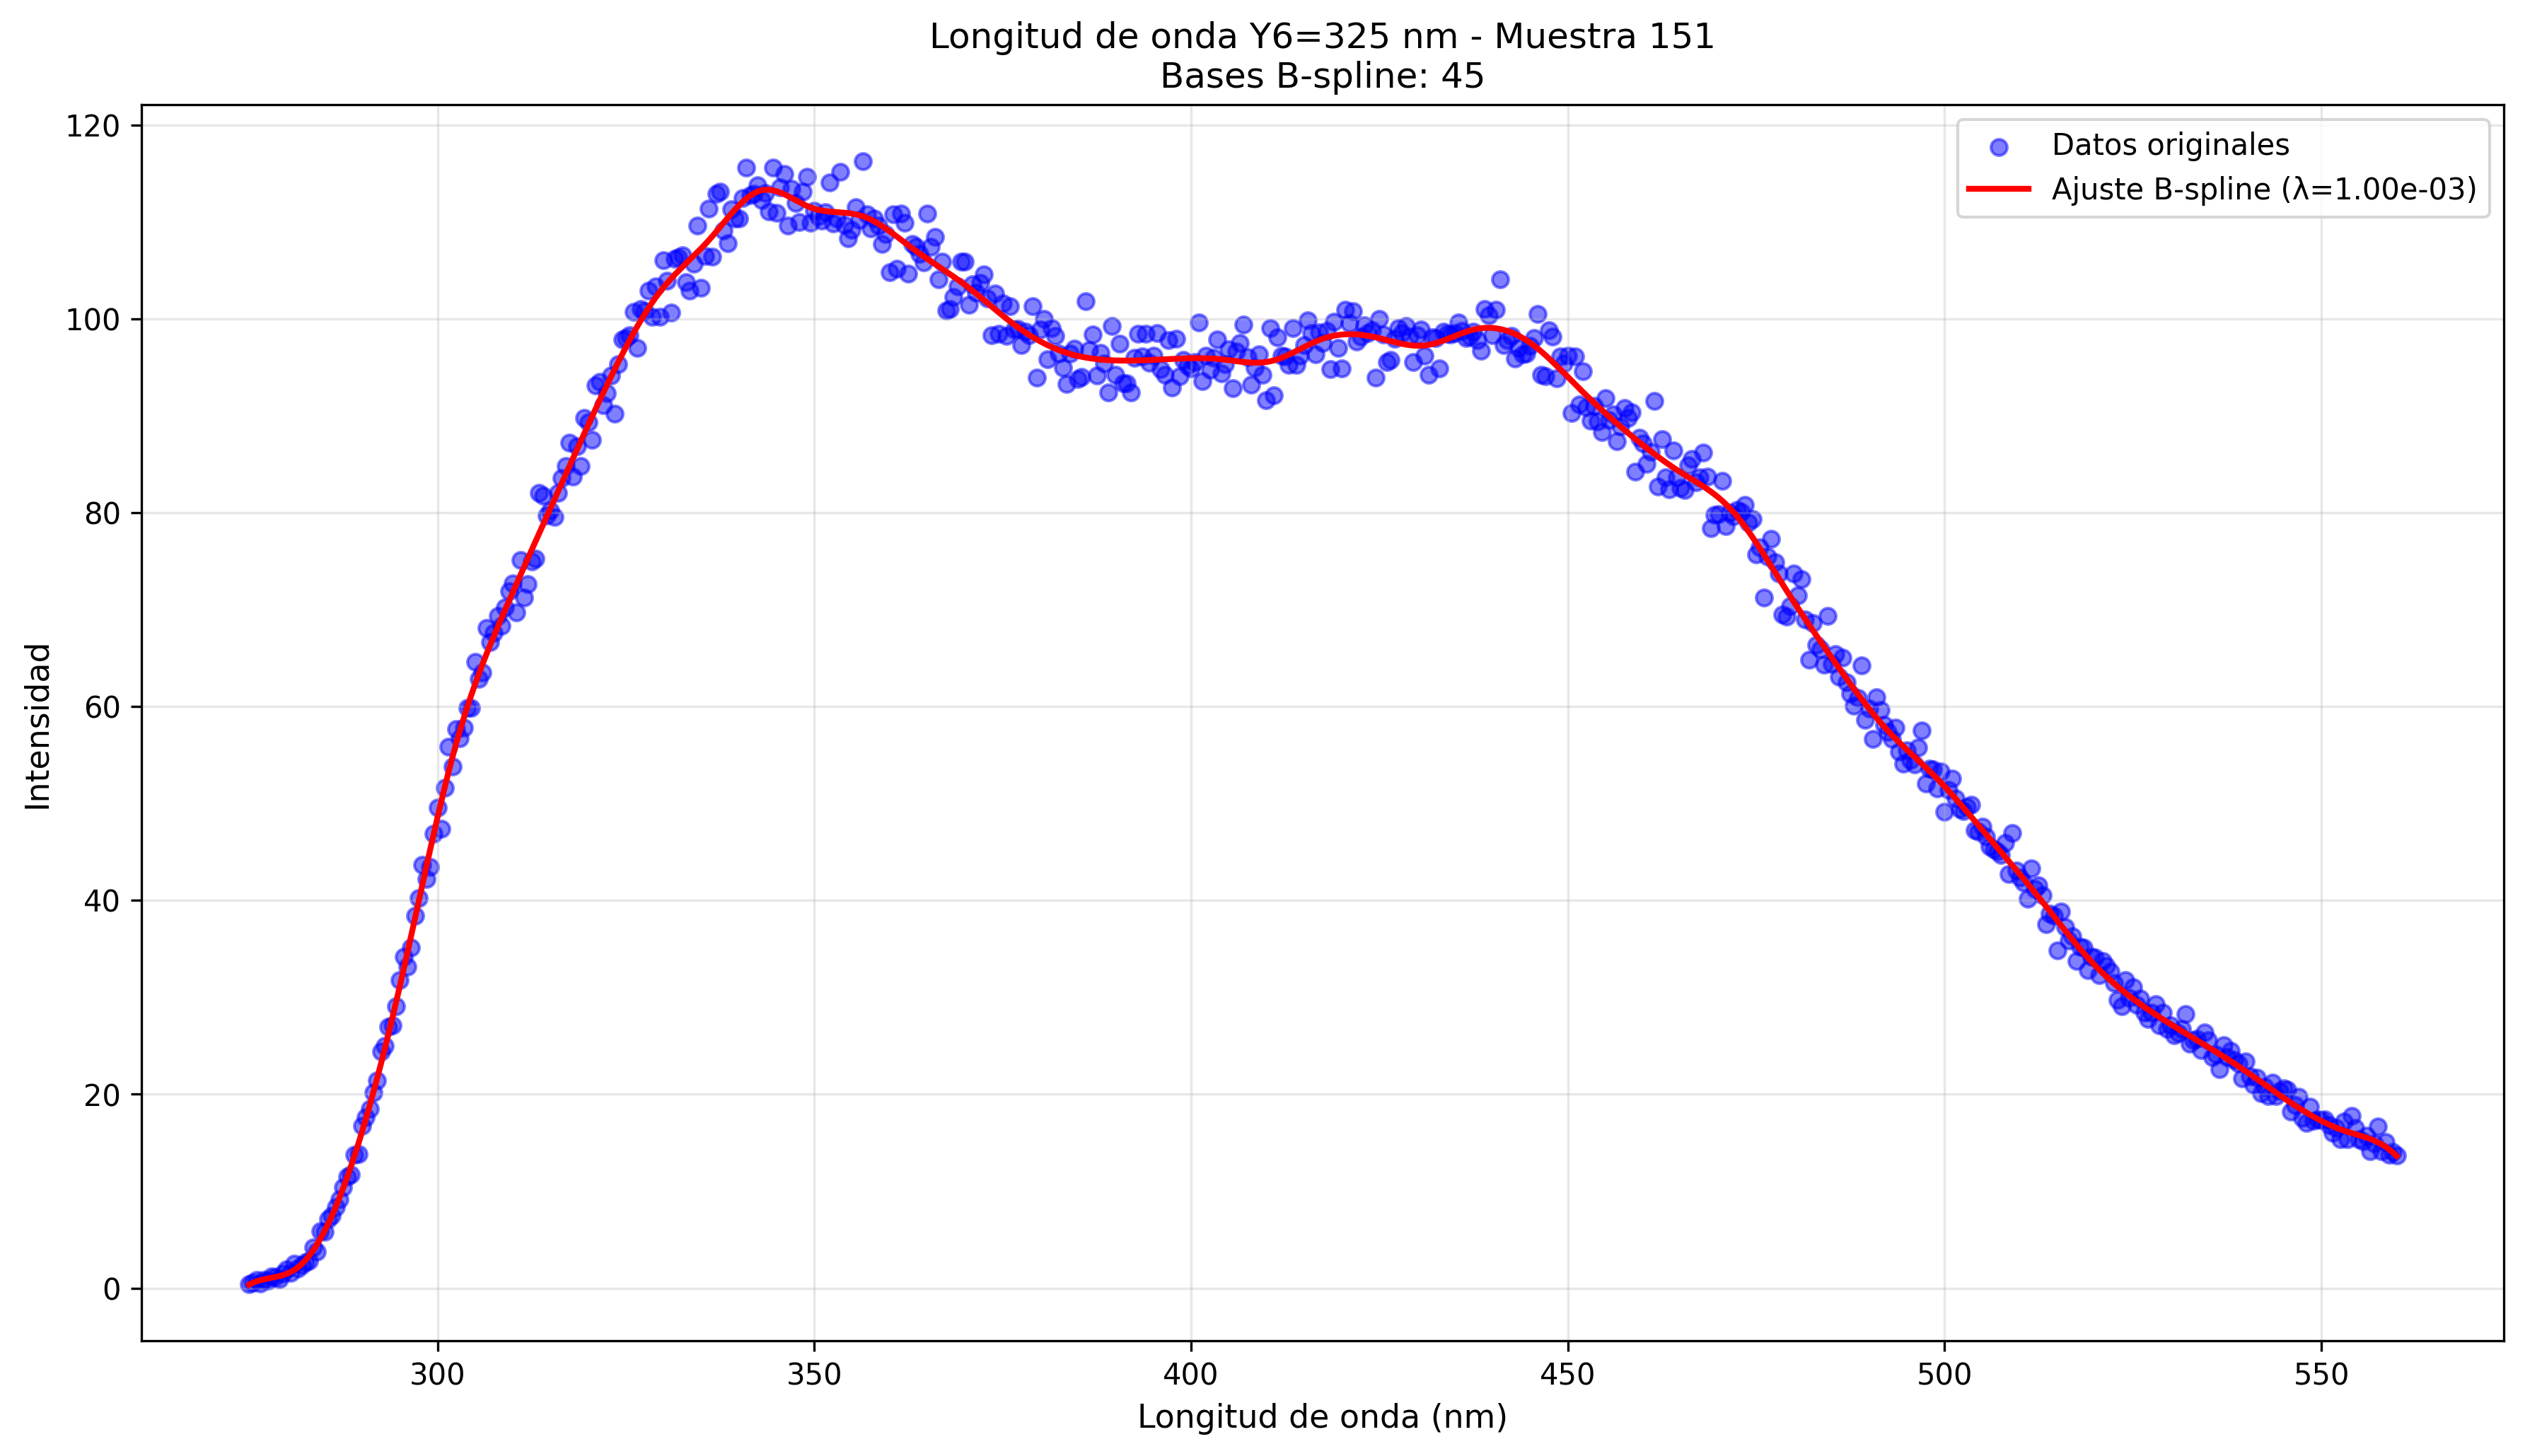 Longitud de onda Y6=325 nm - Muestra 151
Bases B-spline: 45
Datos originales
Ajuste B-spline (λ=1.00e-03)
Intensidad
120
100
80
60
40
20
0
300 350 400 450 500 550
Longitud de onda (nm)